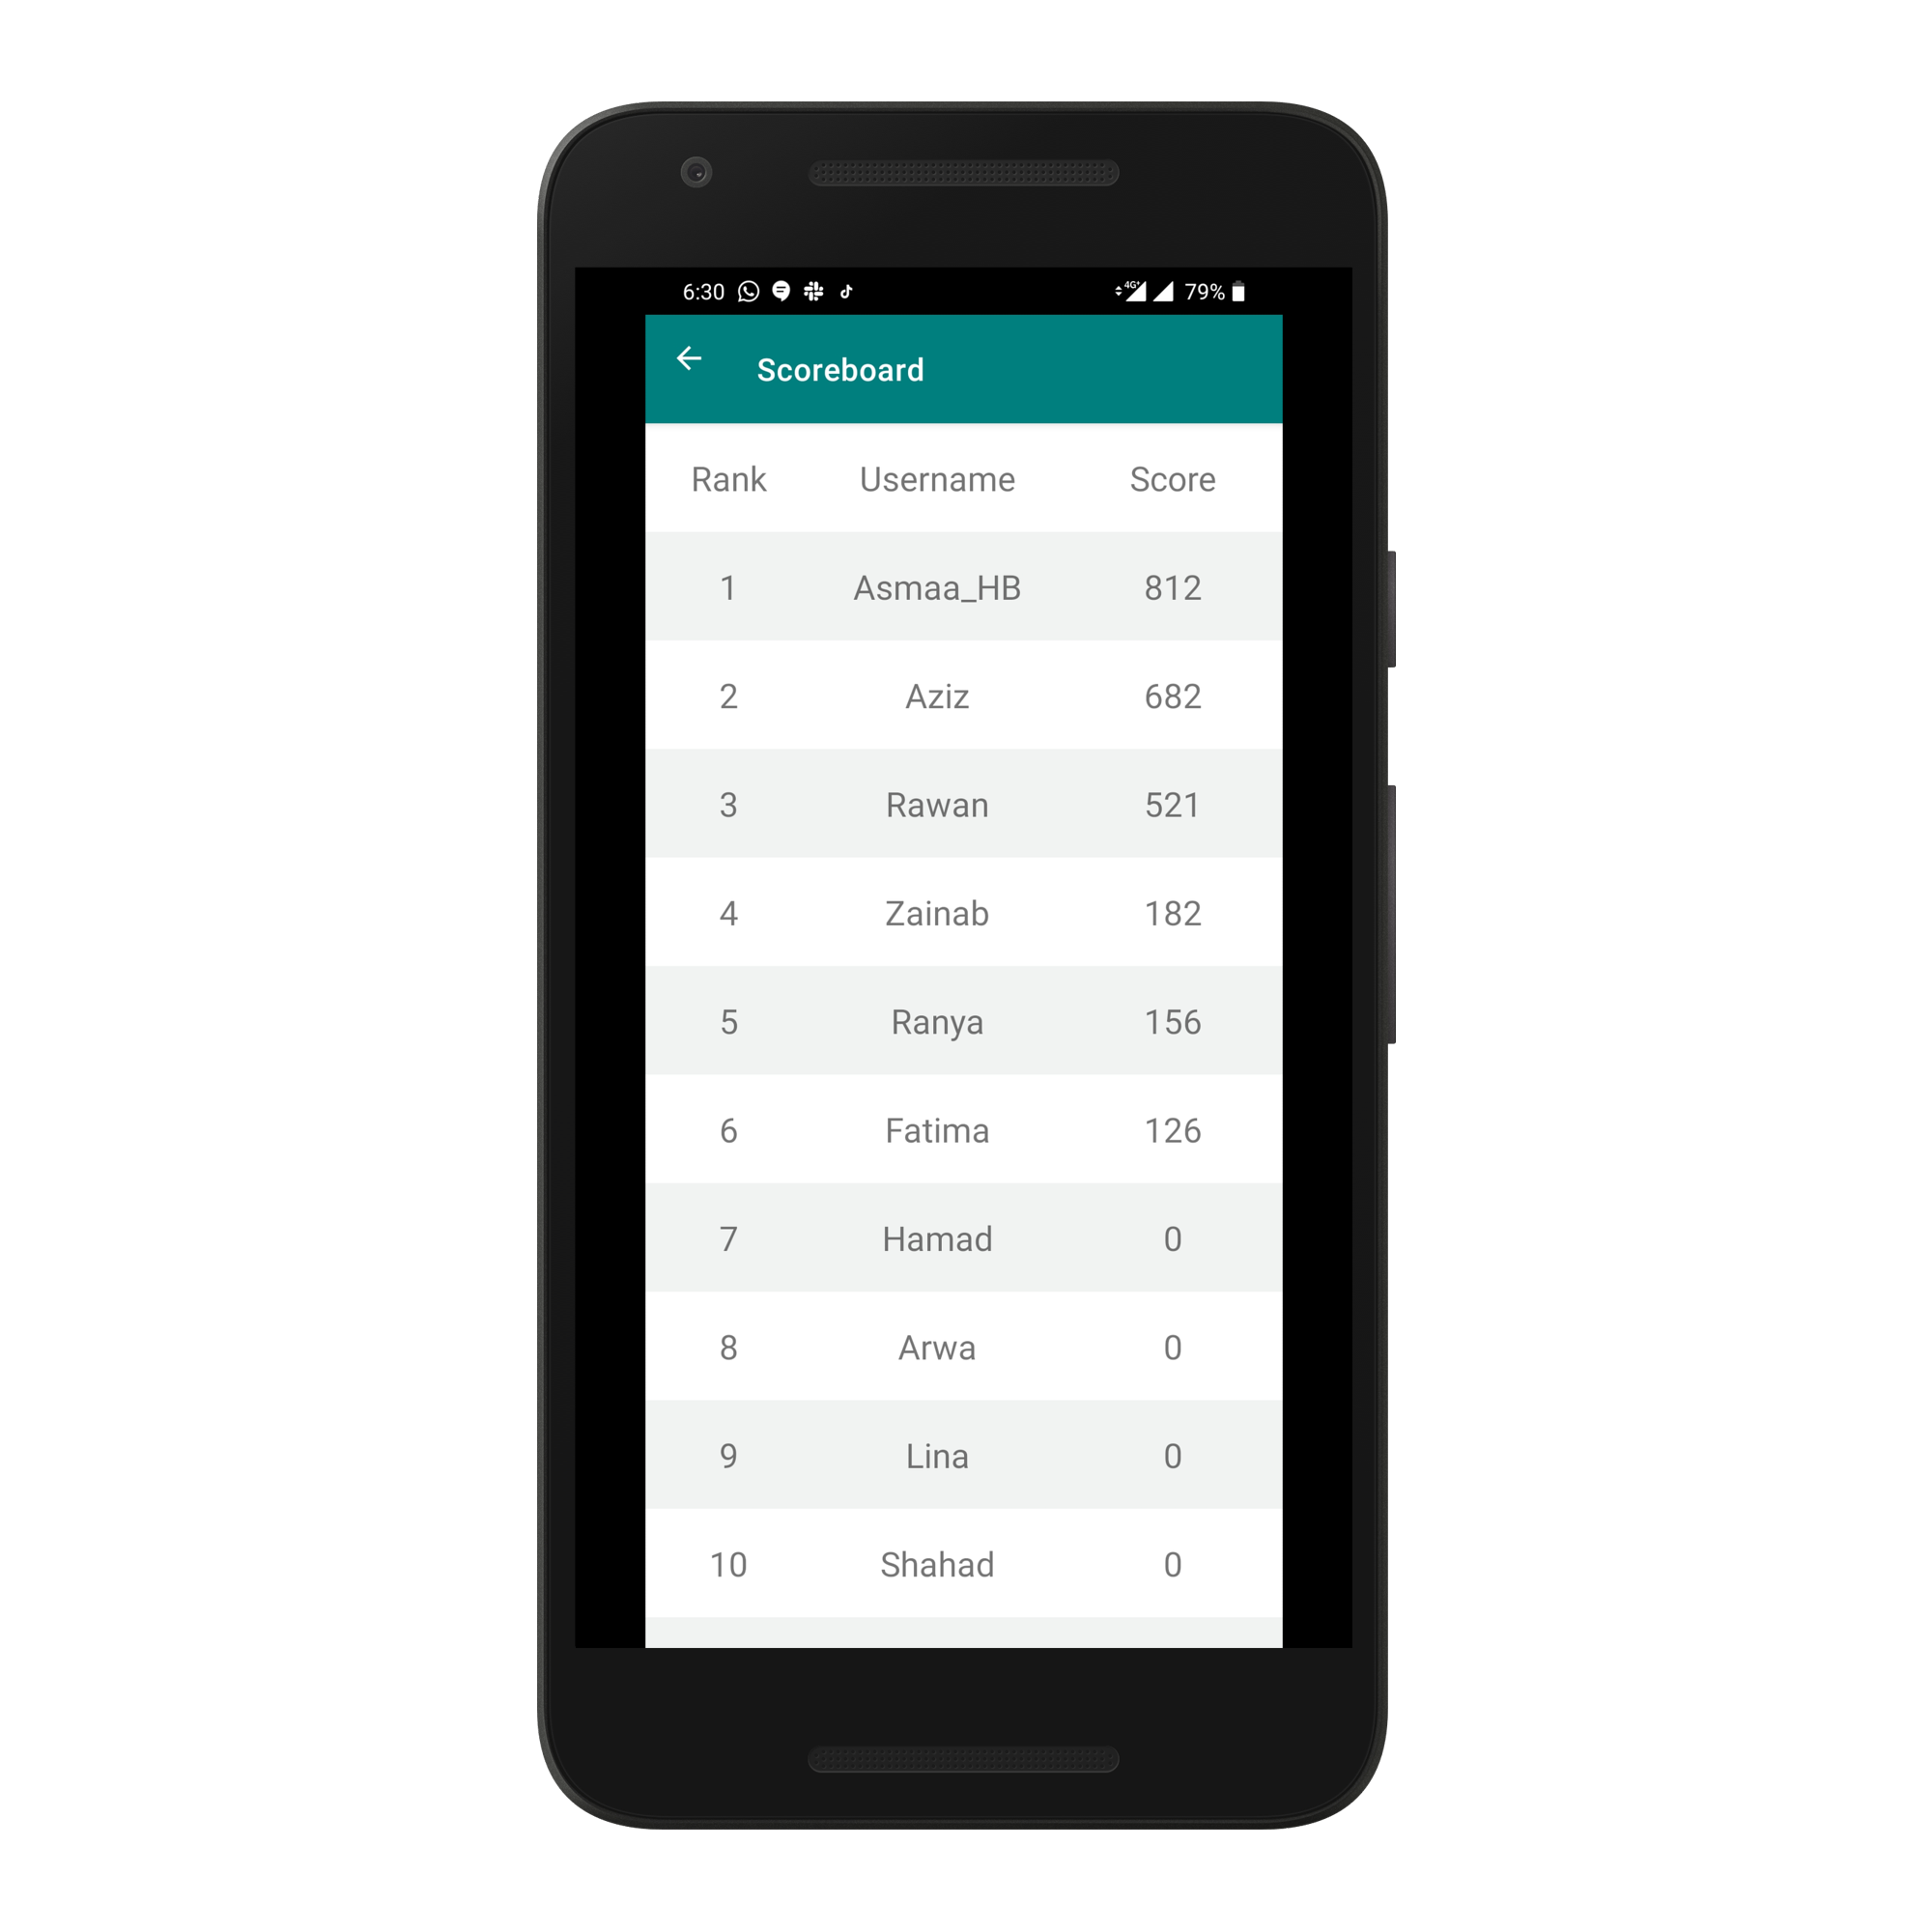 6:30 4G+ 79%
Scoreboard
Rank Username Score
1 Asmaa_HB 812
2 Aziz 682
3 Rawan 521
4 Zainab 182
5 Ranya 156
6 Fatima 126
7 Hamad 0
8 Arwa 0
9 Lina 0
10 Shahad 0